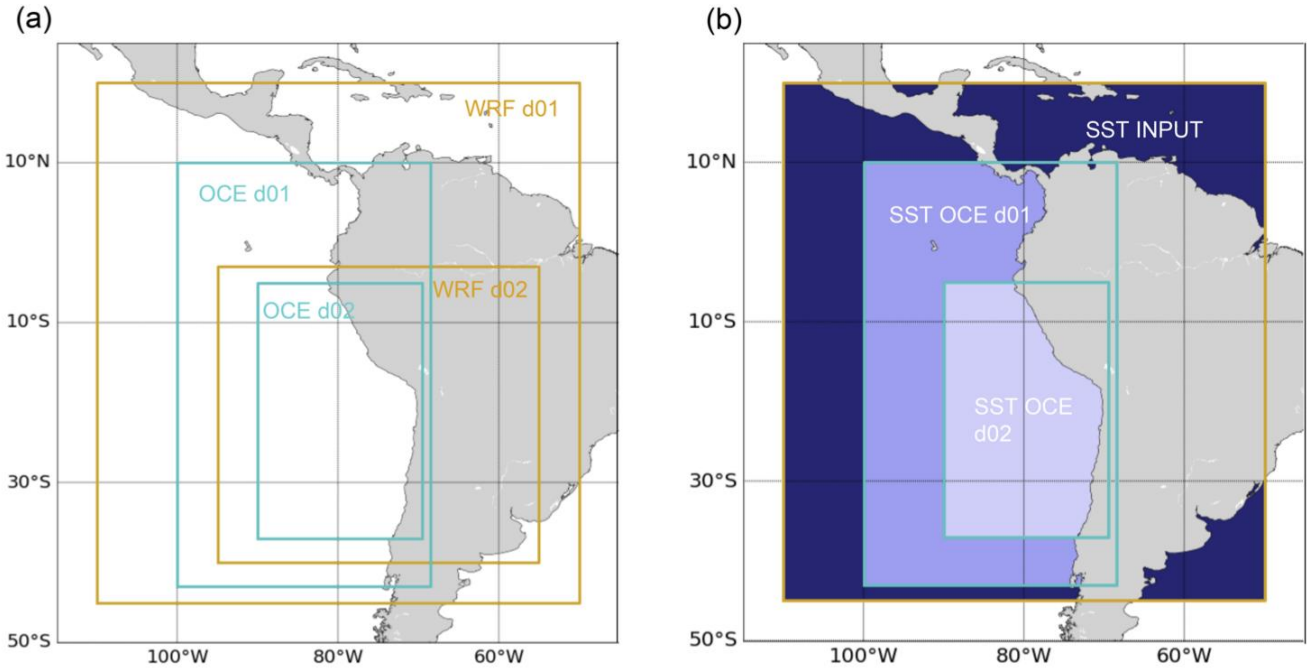 (a)
WRF d01
10°N
OCE d01
WRF d02
OCE d02
10°S
30°S
50°S
100°W 80°W 60°W
(b)
SST INPUT
10°N
SST OCE d01
10°S
SST OCE
d02
30°S
50°S
100°W 80°W 60°W